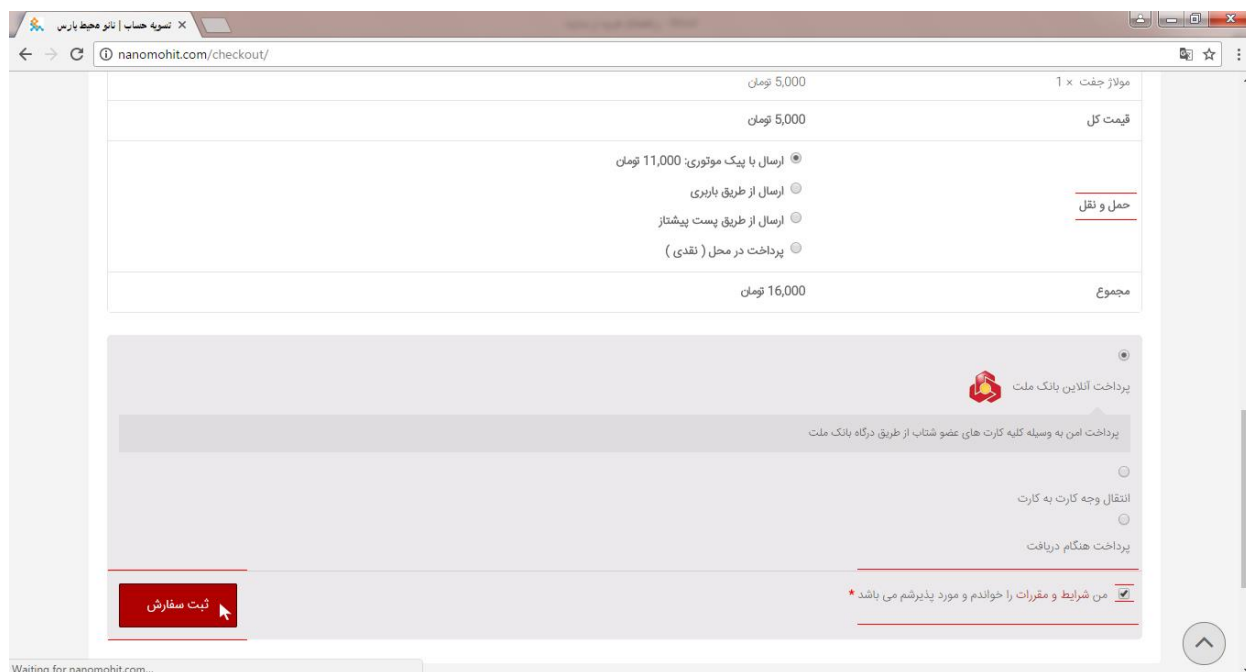 تسویه حساب | نانو محیط پارس
nanomohit.com/checkout/
مولاژ جفت × 1 5,000 تومان
قیمت کل 5,000 تومان
ارسال با پیک موتوری: 11,000 تومان
ارسال از طریق باربری
حمل و نقل
ارسال از طریق پست پیشتاز
پرداخت در محل ( نقدی )
مجموع 16,000 تومان
پرداخت آنلاین بانک ملت
پرداخت امن به وسیله کلیه کارت های عضو شتاب از طریق درگاه بانک ملت
انتقال وجه کارت به کارت
پرداخت هنگام دریافت
من شرایط و مقررات را خواندم و مورد پذیرشم می باشد *
ثبت سفارش
Waiting for nanomohit.com...